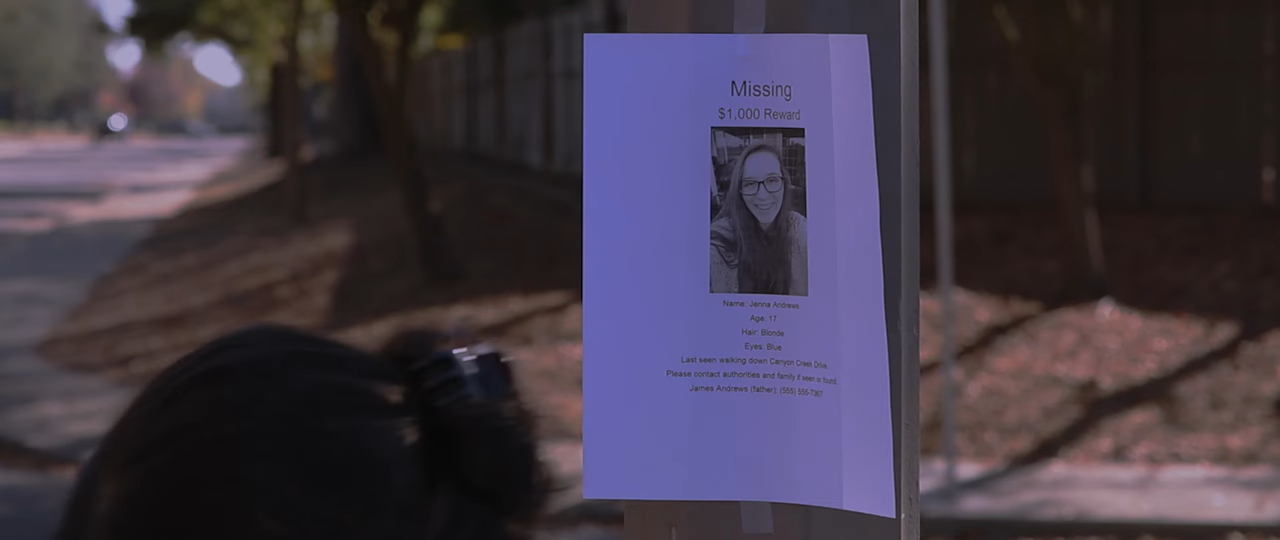 Missing
$1,000 Reward
Name: Jenna Andrews
Age: 17
Hair: Blonde
Eyes: Blue
Last seen walking down Canyon Creek Drive.
Please contact authorities and family if seen or found.
James Andrews (father): (555) 555-7367